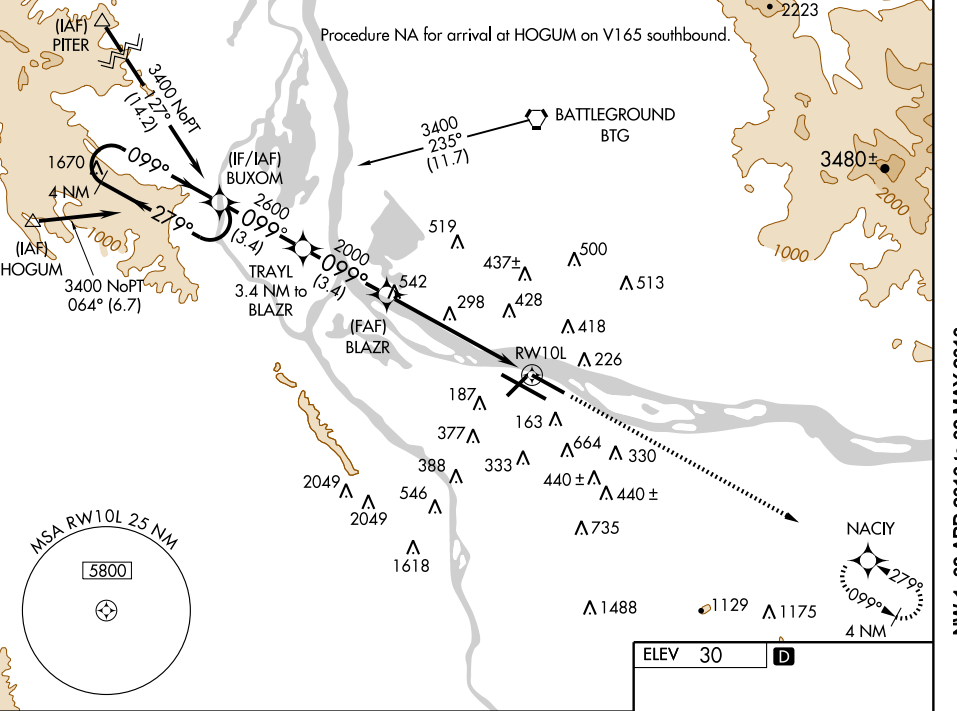 2223
(IAF)
PITER
Procedure NA for arrival at HOGUM on V165 southbound.
3400 NoPT
127°
(14.2)
BATTLEGROUND
BTG
3400
235°
(11.7)
1670
4 NM
099°
279°
(IF/IAF)
BUXOM
3480±
2000
1000
(IAF)
HOGUM
1000
3400 NoPT
064° (6.7)
2600
099°
(3.4)
TRAYL
3.4 NM to
BLAZR
2000
099°
(3.4)
542
(FAF)
BLAZR
519
437±
500
513
298
428
418
226
RW10L
187
163
377
664
330
333
388
440±
440±
2049
2049
546
735
1618
MSA RW10L 25 NM
5800
NACIY
279°
099°
4 NM
1488
1129
1175
ELEV 30
D